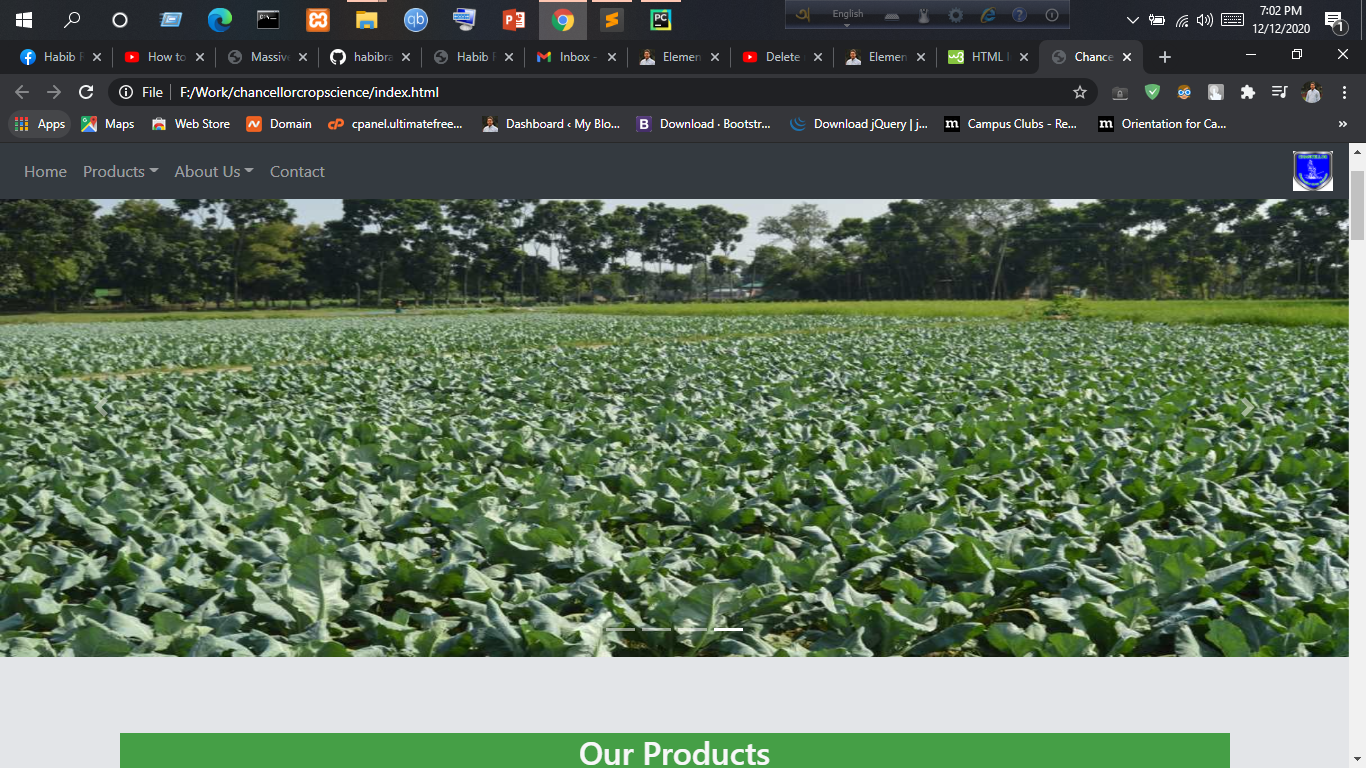 English
7:02 PM
12/12/2020
1
Habib
How to
Massive
habibra
Habib
Inbox -
Elemen
Delete
Elemen
HTML
Chance
File F:/Work/chancellorcropscience/index.html
Apps Maps Web Store Domain cpanel.ultimatefree... Dashboard ‹ My Blo... Download · Bootstr... Download jQuery | j... Campus Clubs - Re... Orientation for Ca... »
Home Products About Us Contact
Our Products